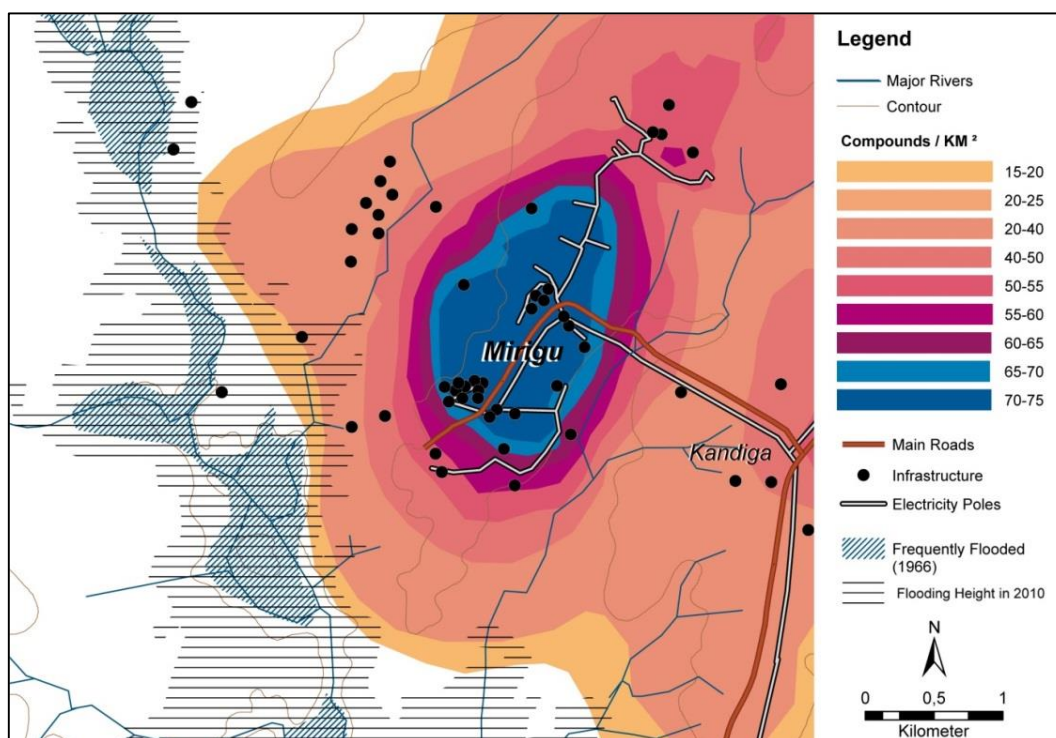 Mirigu
Kandiga
Legend
Major Rivers
Contour
Compounds / KM ²
15-20
20-25
20-40
40-50
50-55
55-60
60-65
65-70
70-75
Main Roads
Infrastructure
Electricity Poles
Frequently Flooded
(1966)
Flooding Height in 2010
N
0 0,5 1
Kilometer